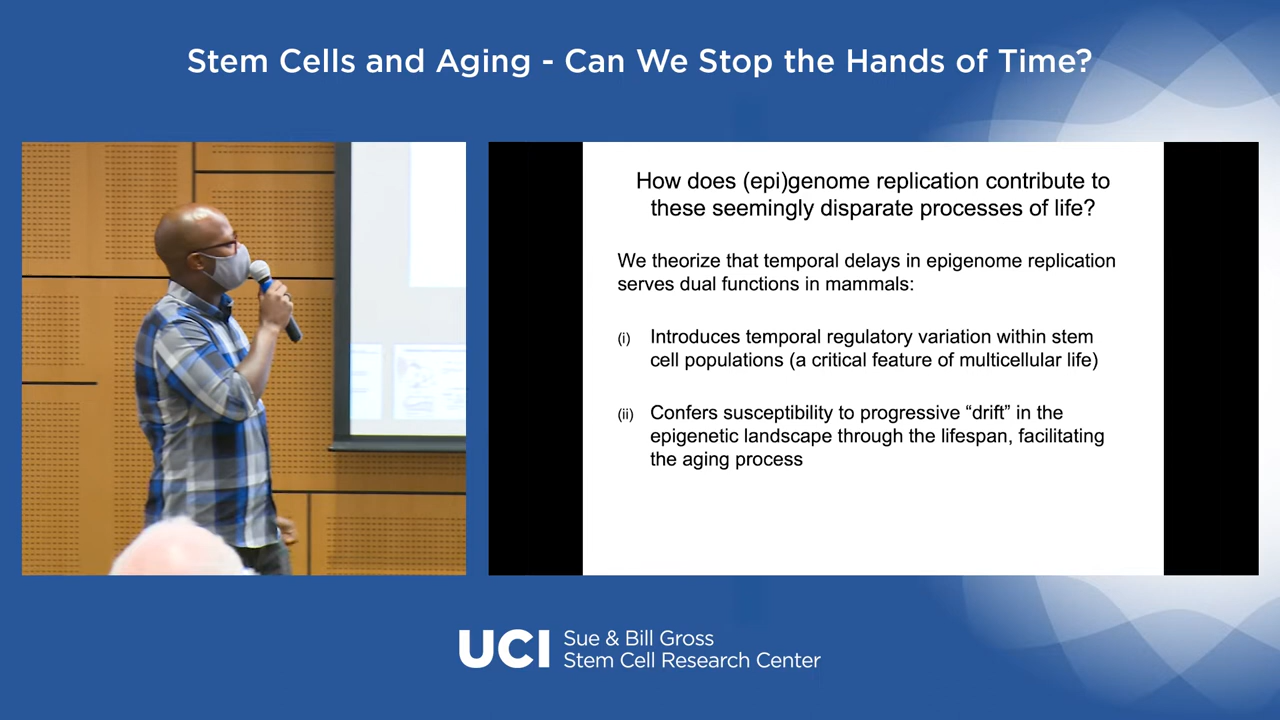 Stem Cells and Aging - Can We Stop the Hands of Time?
How does (epi)genome replication contribute to
these seemingly disparate processes of life?
We theorize that temporal delays in epigenome replication
serves dual functions in mammals:
(i) Introduces temporal regulatory variation within stem
cell populations (a critical feature of multicellular life)
(ii) Confers susceptibility to progressive “drift” in the
epigenetic landscape through the lifespan, facilitating
the aging process
UCI Sue & Bill Gross
Stem Cell Research Center